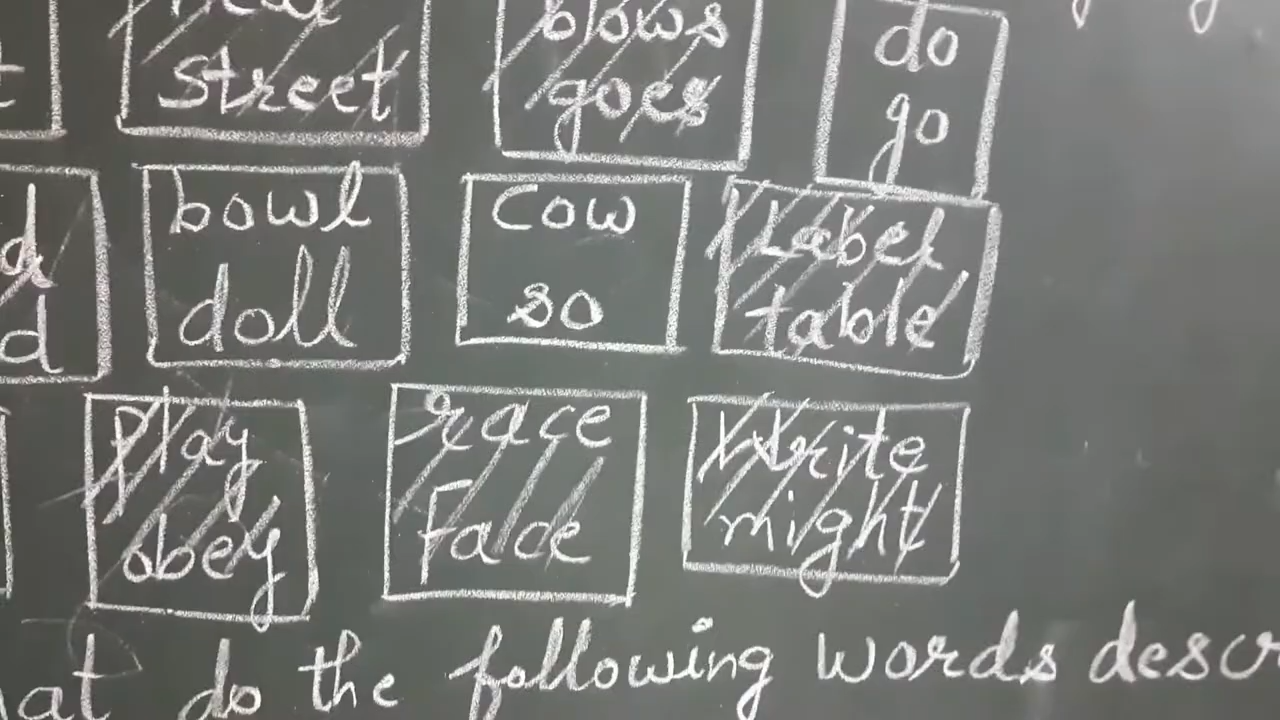 street
blows
goes
do
go
bowl
doll
cow
so
Label
table
play
obey
race
Face
Write
might
do the following words